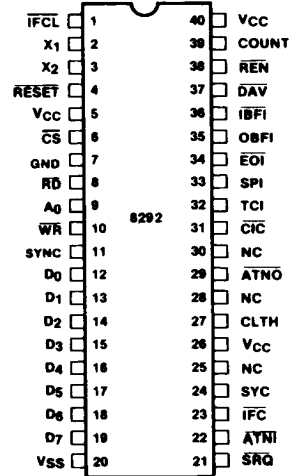 IFCL 1 40 VCC
X1 2 39 COUNT
X2 3 38 REN
RESET 4 37 DAV
VCC 5 36 IBFI
CS 6 35 OBFI
GND 7 34 EOI
RD 8 33 SPI
A0 9 32 TCI
8292
WR 10 31 CIC
SYNC 11 30 NC
D0 12 29 ATNO
D1 13 28 NC
D2 14 27 CLTH
D3 15 26 VCC
D4 16 25 NC
D5 17 24 SYC
D6 18 23 IFC
D7 19 22 ATNI
VSS 20 21 SRQ